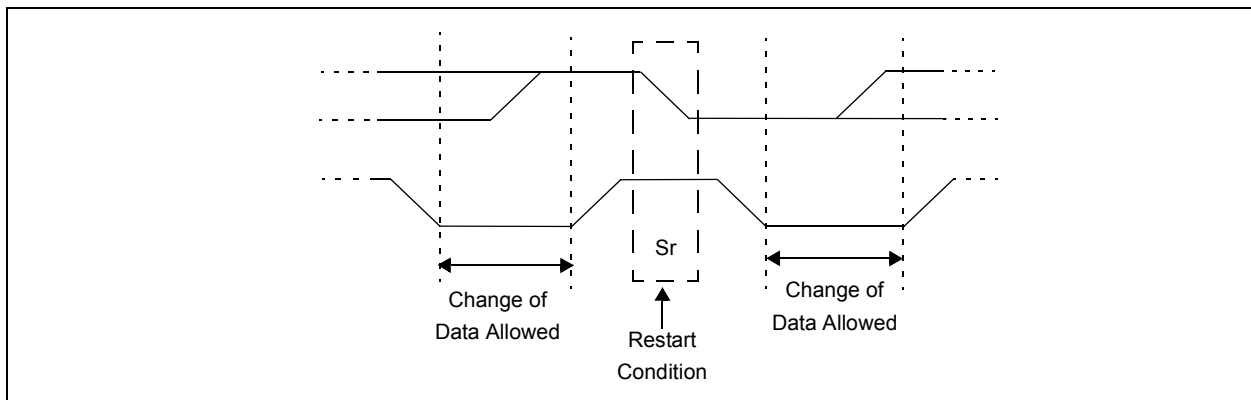 Sr
Change of
Data Allowed
Change of
Data Allowed
Restart
Condition